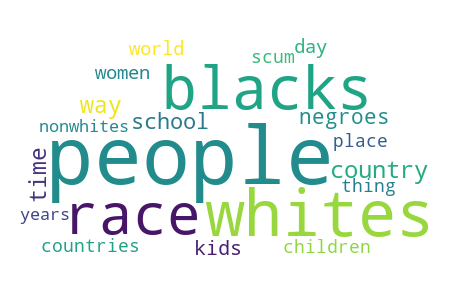 world
day
scum
women
blacks
way
negroes
school
nonwhites
place
people
country
time
thing
race
whites
years
countries
kids
children